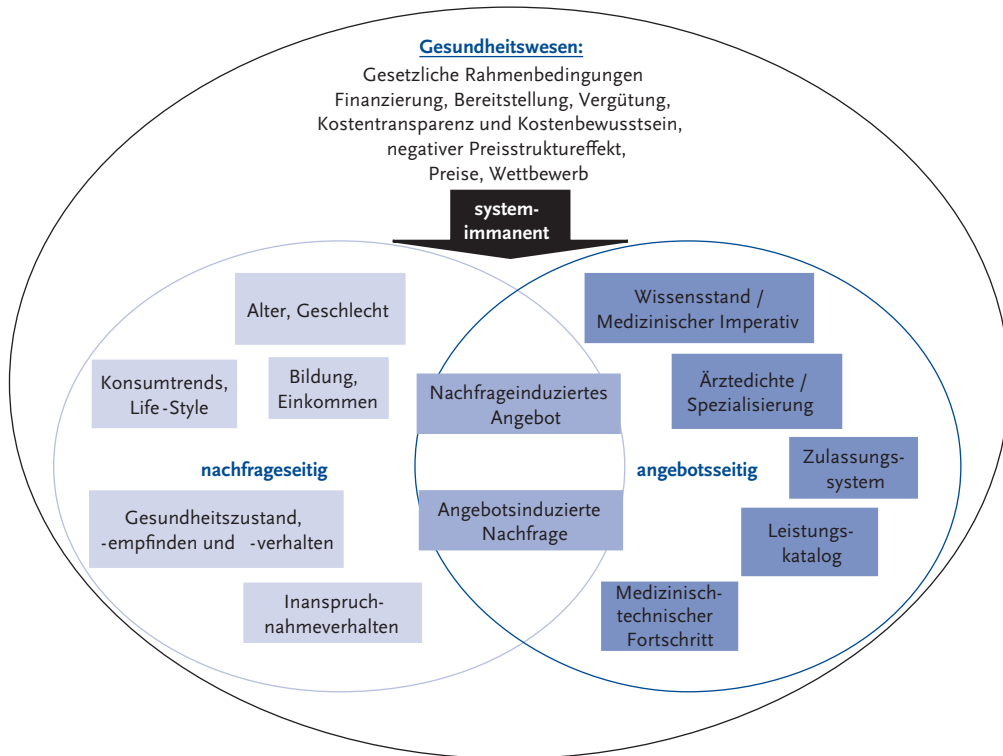 Gesundheitswesen:
Gesetzliche Rahmenbedingungen
Finanzierung, Bereitstellung, Vergütung,
Kostentransparenz und Kostenbewusstsein,
negativer Preisstruktureffekt,
Preise, Wettbewerb
system-
immanent
Alter, Geschlecht
Konsumtrends,
Life-Style
Bildung,
Einkommen
nachfrageseitig
Gesundheitszustand,
-empfinden und -verhalten
Inanspruch-
nahmeverhalten
Nachfrageinduziertes
Angebot
Angebotsinduzierte
Nachfrage
Wissensstand /
Medizinischer Imperativ
Ärztedichte /
Spezialisierung
angebotsseitig
Zulassungs-
system
Leistungs-
katalog
Medizinisch-
technischer
Fortschritt